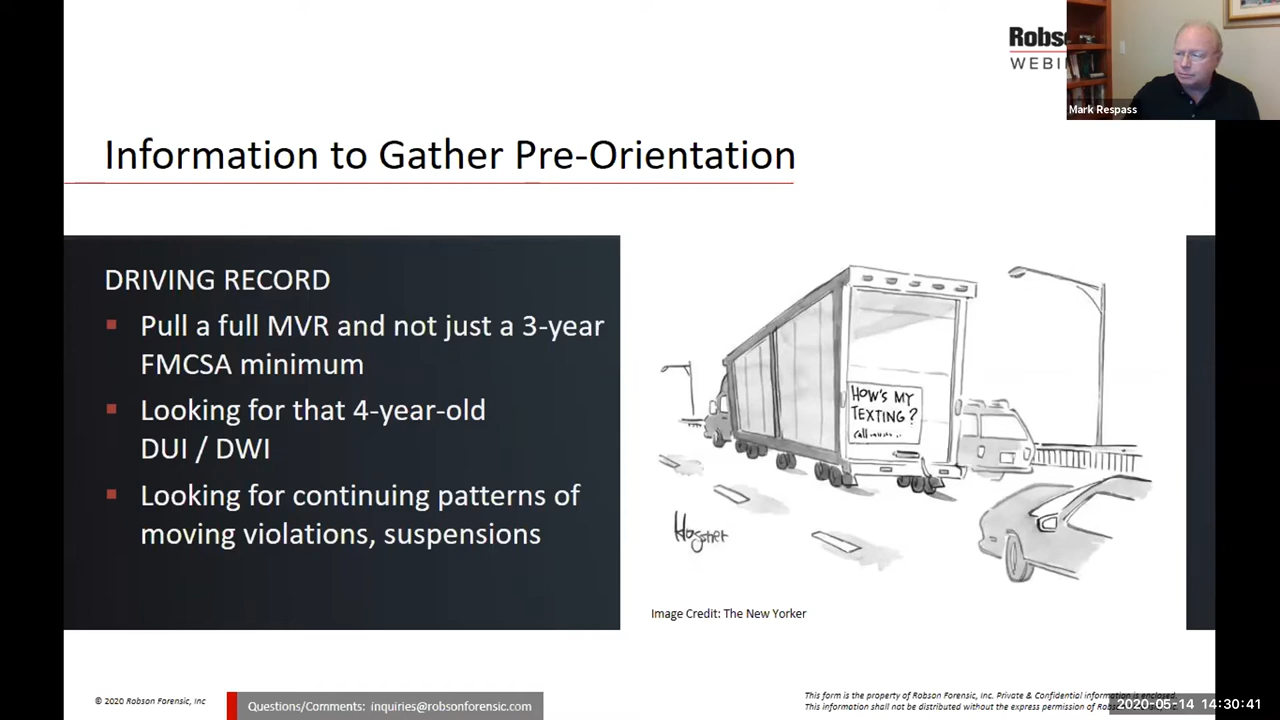 Robs
WEBI
Mark Respass
Information to Gather Pre-Orientation
DRIVING RECORD
Pull a full MVR and not just a 3-year
FMCSA minimum
Looking for that 4-year-old
DUI / DWI
Looking for continuing patterns of
moving violations, suspensions
HOW'S MY
TEXTING?
Call
Image Credit: The New Yorker
© 2020 Robson Forensic, Inc
Questions/Comments: inquiries@robsonforensic.com
This form is the property of Robson Forensic, Inc. Private & Confidential information is enclosed.
This information shall not be distributed without the express permission of Robson
2020-05-14 14:30:41